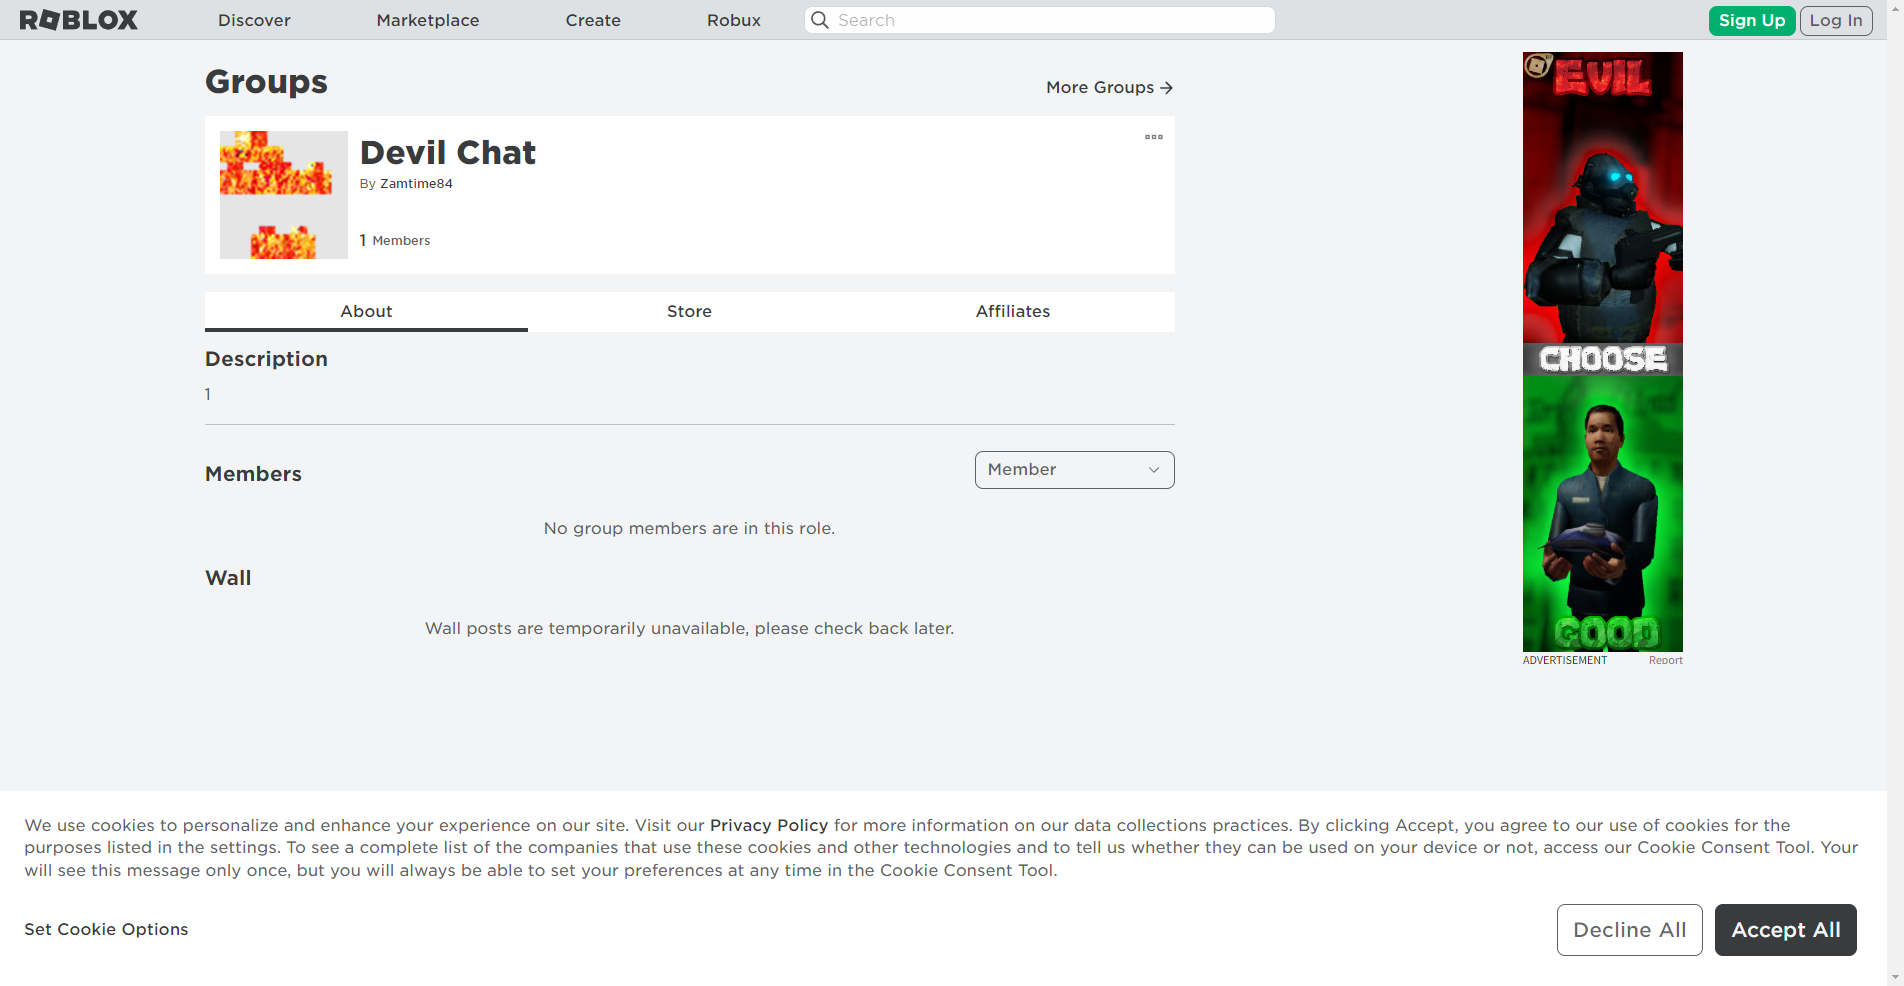 ROBLOX Discover Marketplace Create Robux Search Sign Up Log In
Groups
More Groups
Devil Chat
By Zamtime84
1 Members
About Store Affiliates
Description
1
Members
Member
No group members are in this role.
Wall
Wall posts are temporarily unavailable, please check back later.
EVIL
CHOOSE
GOOD
ADVERTISEMENT Report
We use cookies to personalize and enhance your experience on our site. Visit our Privacy Policy for more information on our data collections practices. By clicking Accept, you agree to our use of cookies for the
purposes listed in the settings. To see a complete list of the companies that use these cookies and other technologies and to tell us whether they can be used on your device or not, access our Cookie Consent Tool. Your
will see this message only once, but you will always be able to set your preferences at any time in the Cookie Consent Tool.
Set Cookie Options
Decline All
Accept All